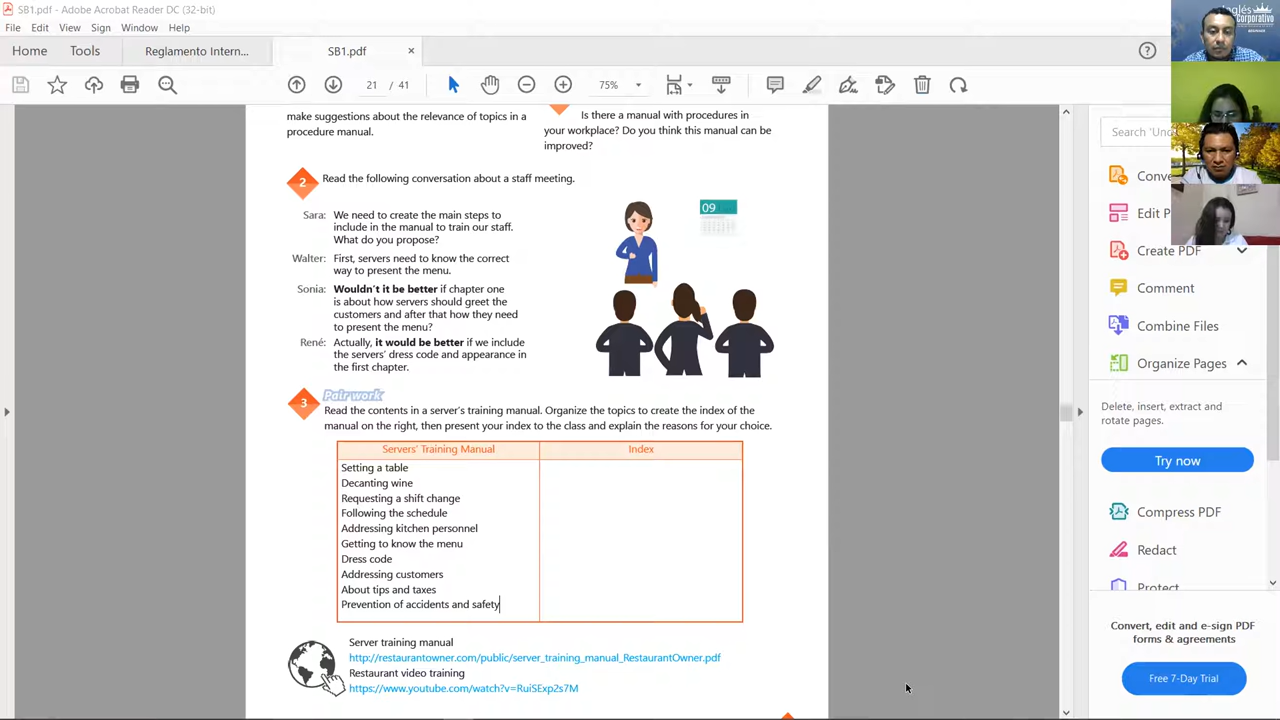 SB1.pdf - Adobe Acrobat Reader DC (32-bit)
File Edit View Sign Window Help
Home Tools Reglamento Intern... SB1.pdf ×
21 / 41 75%
make suggestions about the relevance of topics in a
procedure manual.
Is there a manual with procedures in
your workplace? Do you think this manual can be
improved?
2 Read the following conversation about a staff meeting.
Sara: We need to create the main steps to
include in the manual to train our staff.
What do you propose?
Walter: First, servers need to know the correct
way to present the menu.
Sonia: Wouldn't it be better if chapter one
is about how servers should greet the
customers and after that how they need
to present the menu?
René: Actually, it would be better if we include
the servers' dress code and appearance in
the first chapter.
09
3 Pair work
Read the contents in a server's training manual. Organize the topics to create the index of the
manual on the right, then present your index to the class and explain the reasons for your choice.
Servers' Training Manual Index
Setting a table
Decanting wine
Requesting a shift change
Following the schedule
Addressing kitchen personnel
Getting to know the menu
Dress code
Addressing customers
About tips and taxes
Prevention of accidents and safety
Server training manual
http://restaurantowner.com/public/server_training_manual_RestaurantOwner.pdf
Restaurant video training
https://www.youtube.com/watch?v=RuiSExp2s7M
Search 'Un
Conve
Edit P
Create PDF
Comment
Combine Files
Organize Pages
Delete, insert, extract and
rotate pages.
Try now
Compress PDF
Redact
Protect
Convert, edit and e-sign PDF
forms & agreements
Free 7-Day Trial
Inglés
Corporativo